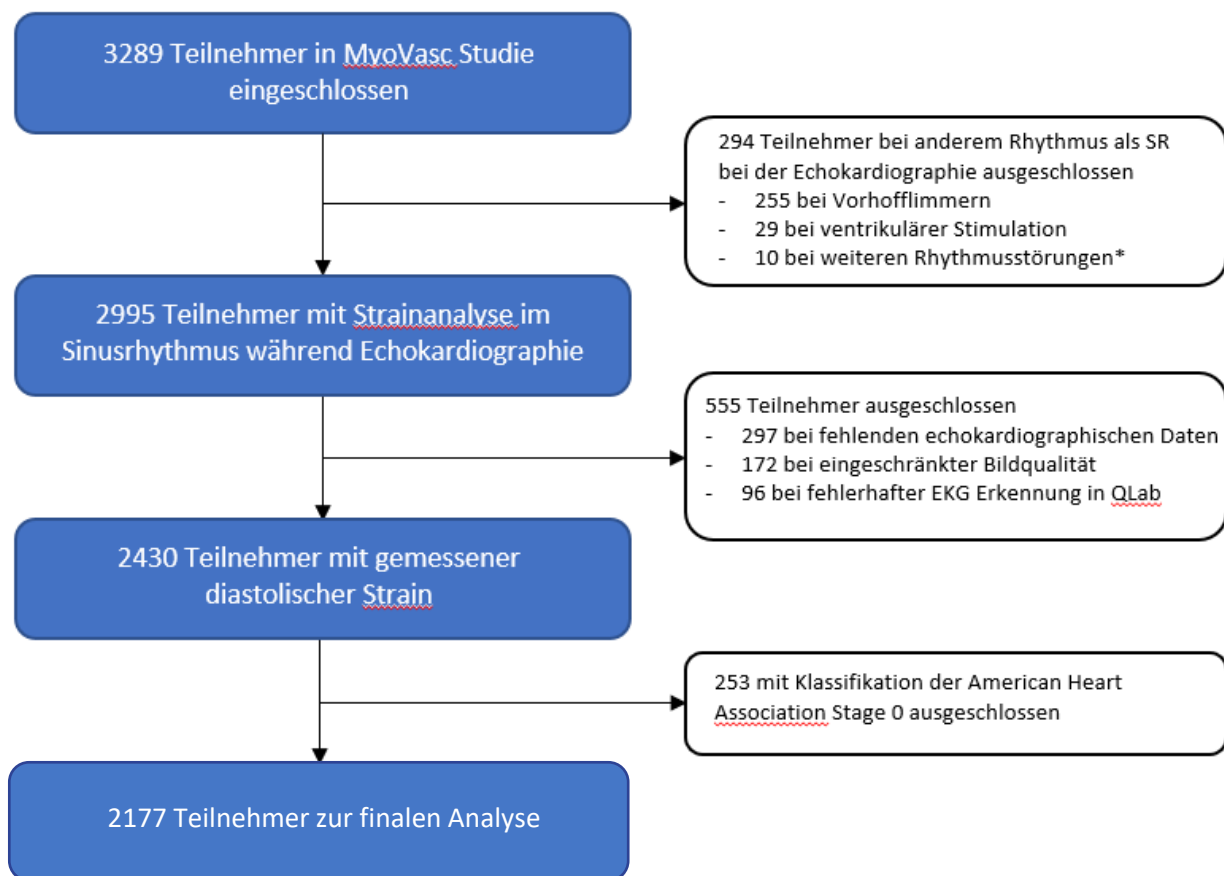 3289 Teilnehmer in MyoVasc Studie
eingeschlossen
294 Teilnehmer bei anderem Rhythmus als SR
bei der Echokardiographie ausgeschlossen
- 255 bei Vorhofflimmern
- 29 bei ventrikulärer Stimulation
- 10 bei weiteren Rhythmusstörungen*
2995 Teilnehmer mit Strainanalyse im
Sinusrhythmus während Echokardiographie
555 Teilnehmer ausgeschlossen
- 297 bei fehlenden echokardiographischen Daten
- 172 bei eingeschränkter Bildqualität
- 96 bei fehlerhafter EKG Erkennung in QLab
2430 Teilnehmer mit gemessener
diastolischer Strain
253 mit Klassifikation der American Heart
Association Stage 0 ausgeschlossen
2177 Teilnehmer zur finalen Analyse